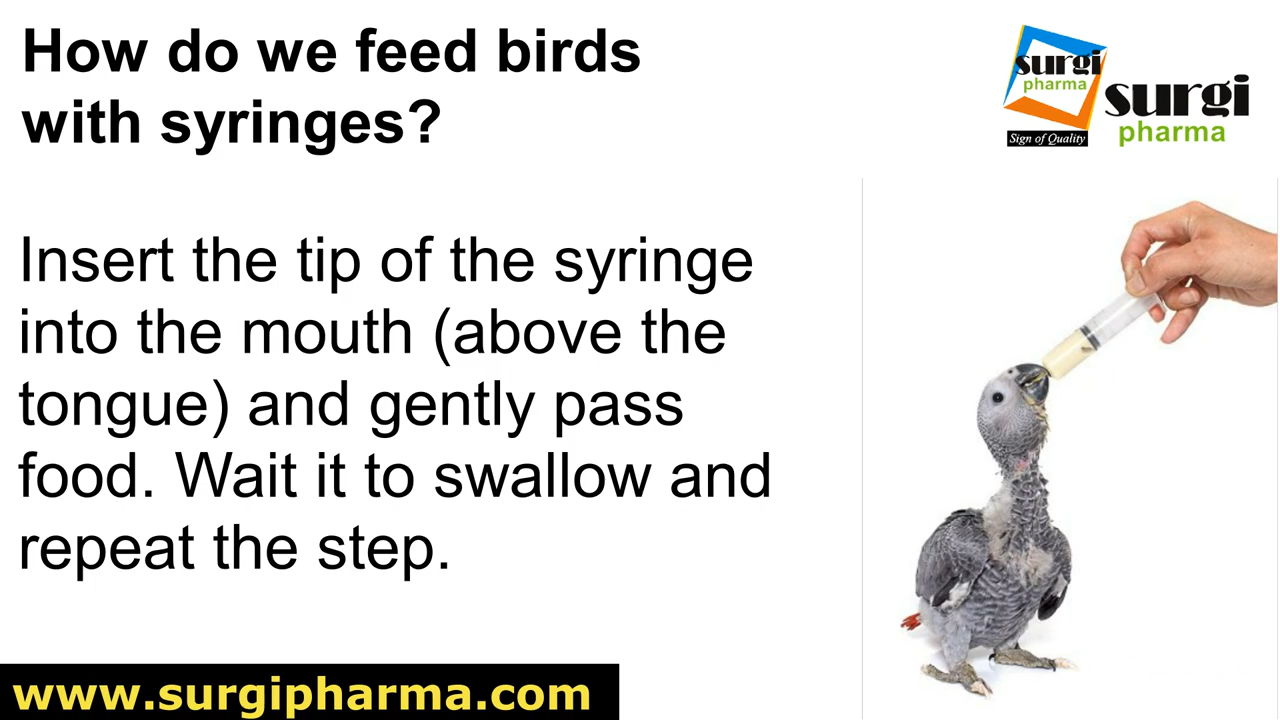 How do we feed birds
with syringes?
surgi
pharma
Sign of Quality
surgi
pharma
Insert the tip of the syringe
into the mouth (above the
tongue) and gently pass
food. Wait it to swallow and
repeat the step.
www.surgipharma.com